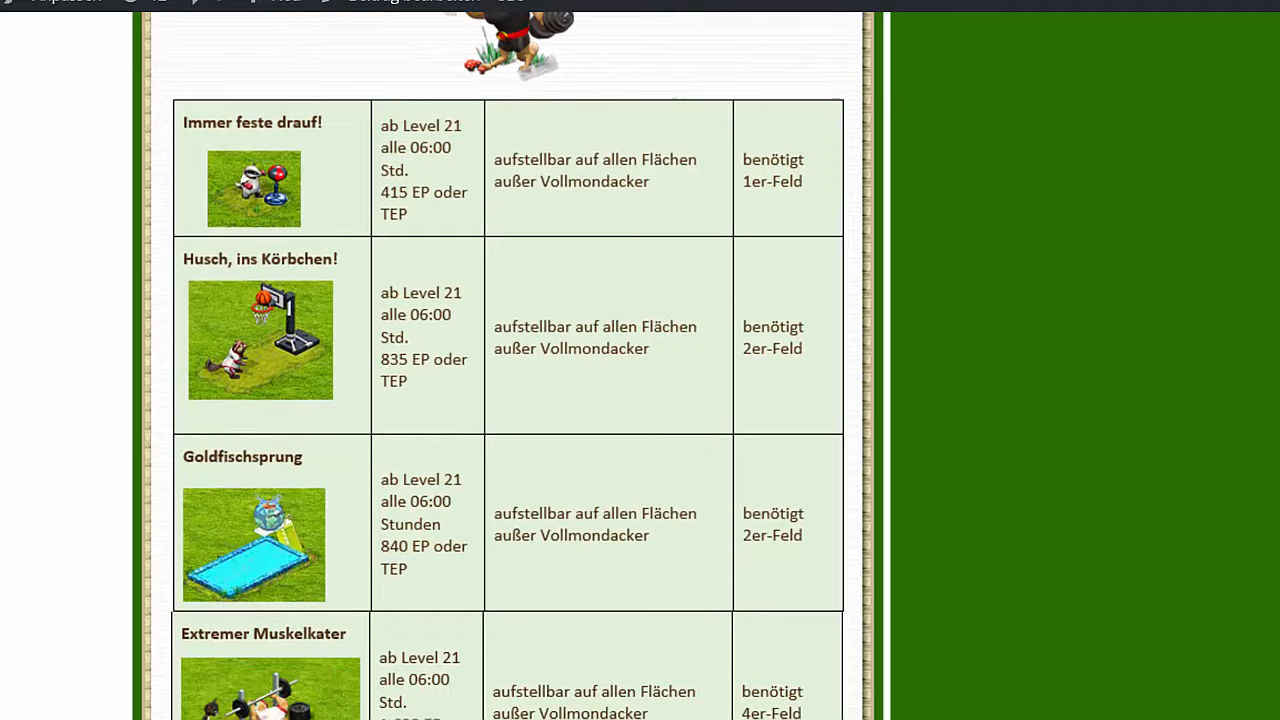 Immer feste drauf!
ab Level 21
alle 06:00
Std.
415 EP oder
TEP
aufstellbar auf allen Flächen
außer Vollmondacker
benötigt
1er-Feld
Husch, ins Körbchen!
ab Level 21
alle 06:00
Std.
835 EP oder
TEP
aufstellbar auf allen Flächen
außer Vollmondacker
benötigt
2er-Feld
Goldfischsprung
ab Level 21
alle 06:00
Stunden
840 EP oder
TEP
aufstellbar auf allen Flächen
außer Vollmondacker
benötigt
2er-Feld
Extremer Muskelkater
ab Level 21
alle 06:00
Std.
aufstellbar auf allen Flächen
außer Vollmondacker
benötigt
4er-Feld